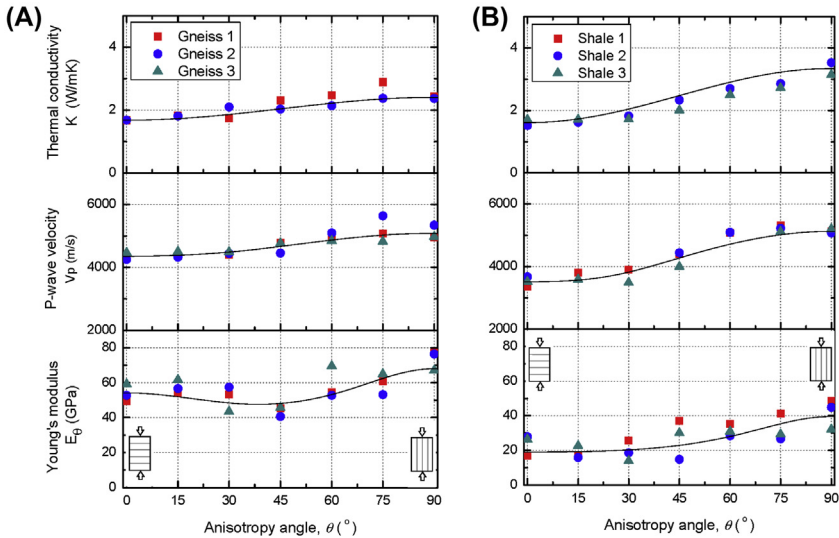 (A)
Thermal conductivity
K (W/mK)
4
2
0
Gneiss 1
Gneiss 2
Gneiss 3
P-wave velocity
Vp (m/s)
6000
4000
2000
Young's modulus
E_θ (GPa)
80
60
40
20
0
0 15 30 45 60 75 90
Anisotropy angle, θ (°)
(B)
4
2
0
Shale 1
Shale 2
Shale 3
6000
4000
2000
80
60
40
20
0
0 15 30 45 60 75 90
Anisotropy angle, θ (°)